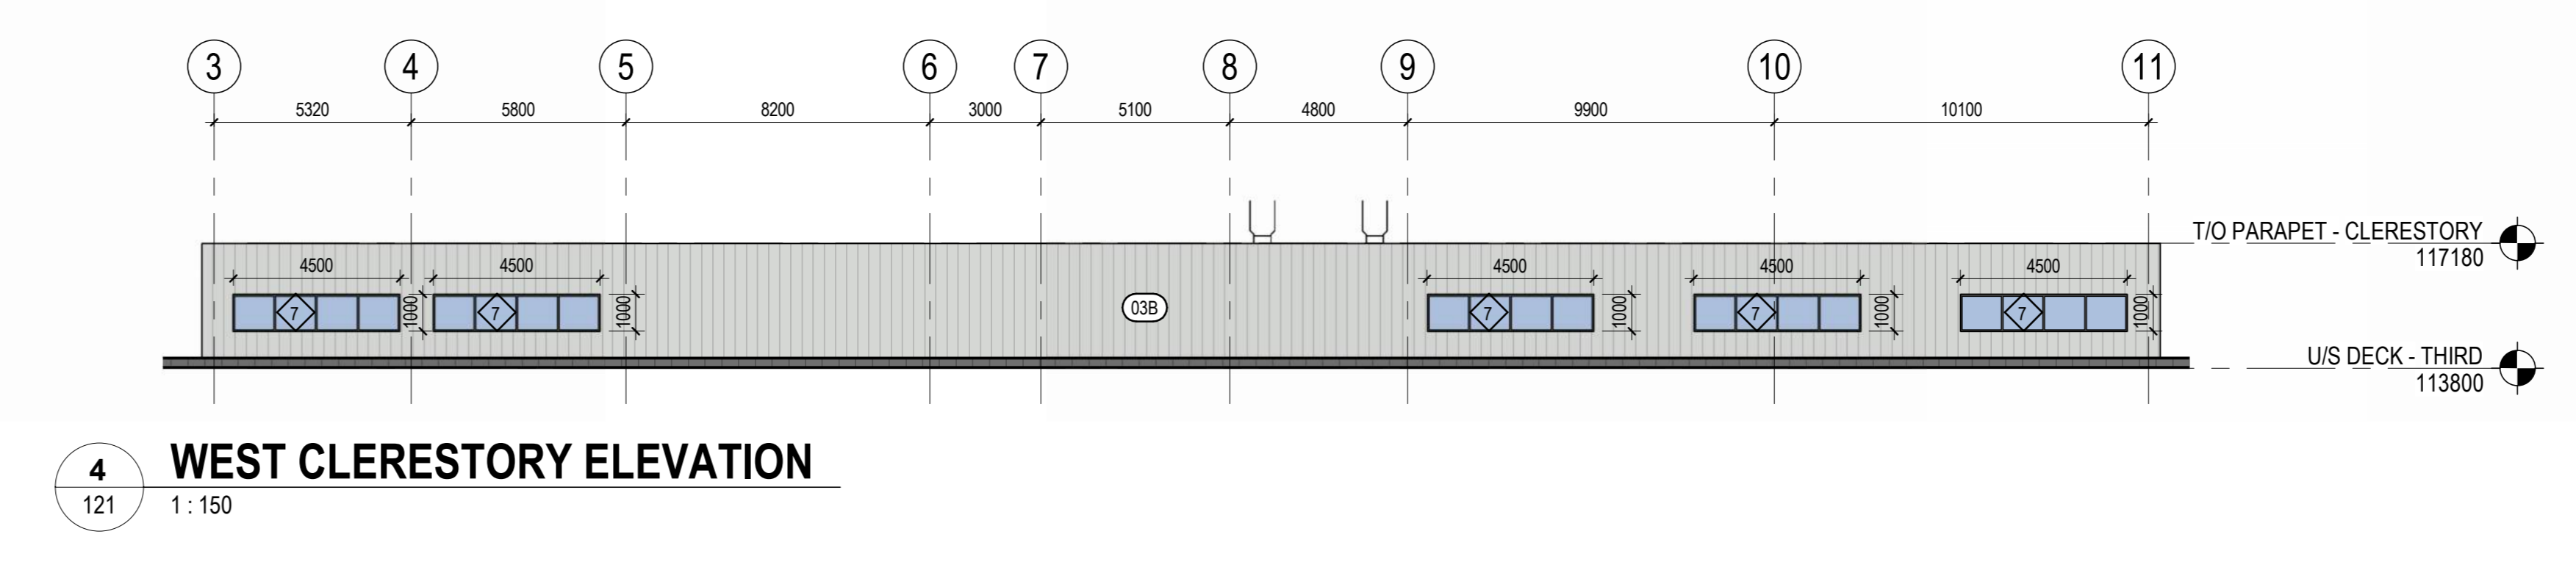 3 4 5 6 7 8 9 10 11
5320 5800 8200 3000 5100 4800 9900 10100
T/O PARAPET - CLERESTORY
117180
4500 4500 4500 4500 4500
7 1000 7 1000 03B 7 1000 7 1000 7 1000
U/S DECK - THIRD
113800
4 WEST CLERESTORY ELEVATION
121 1 : 150